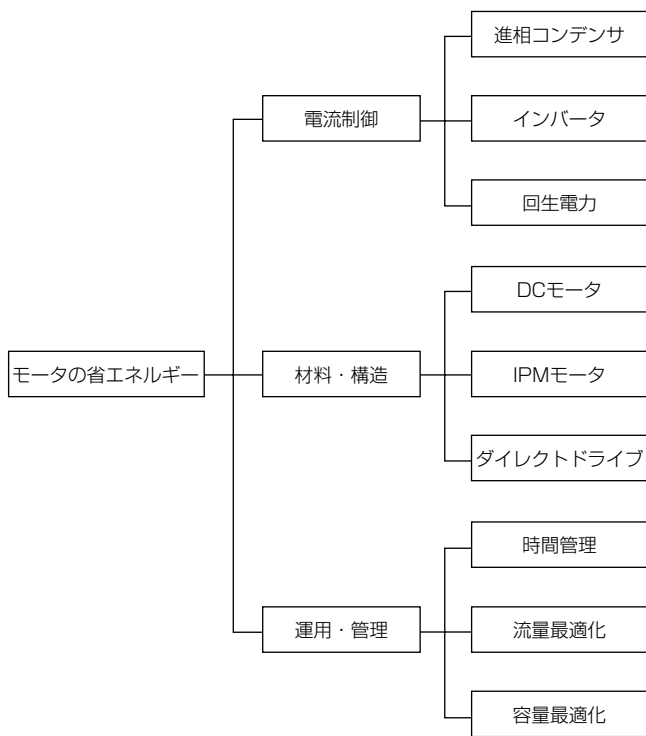 モータの省エネルギー
電流制御
進相コンデンサ
インバータ
回生電力
材料・構造
DCモータ
IPMモータ
ダイレクトドライブ
運用・管理
時間管理
流量最適化
容量最適化